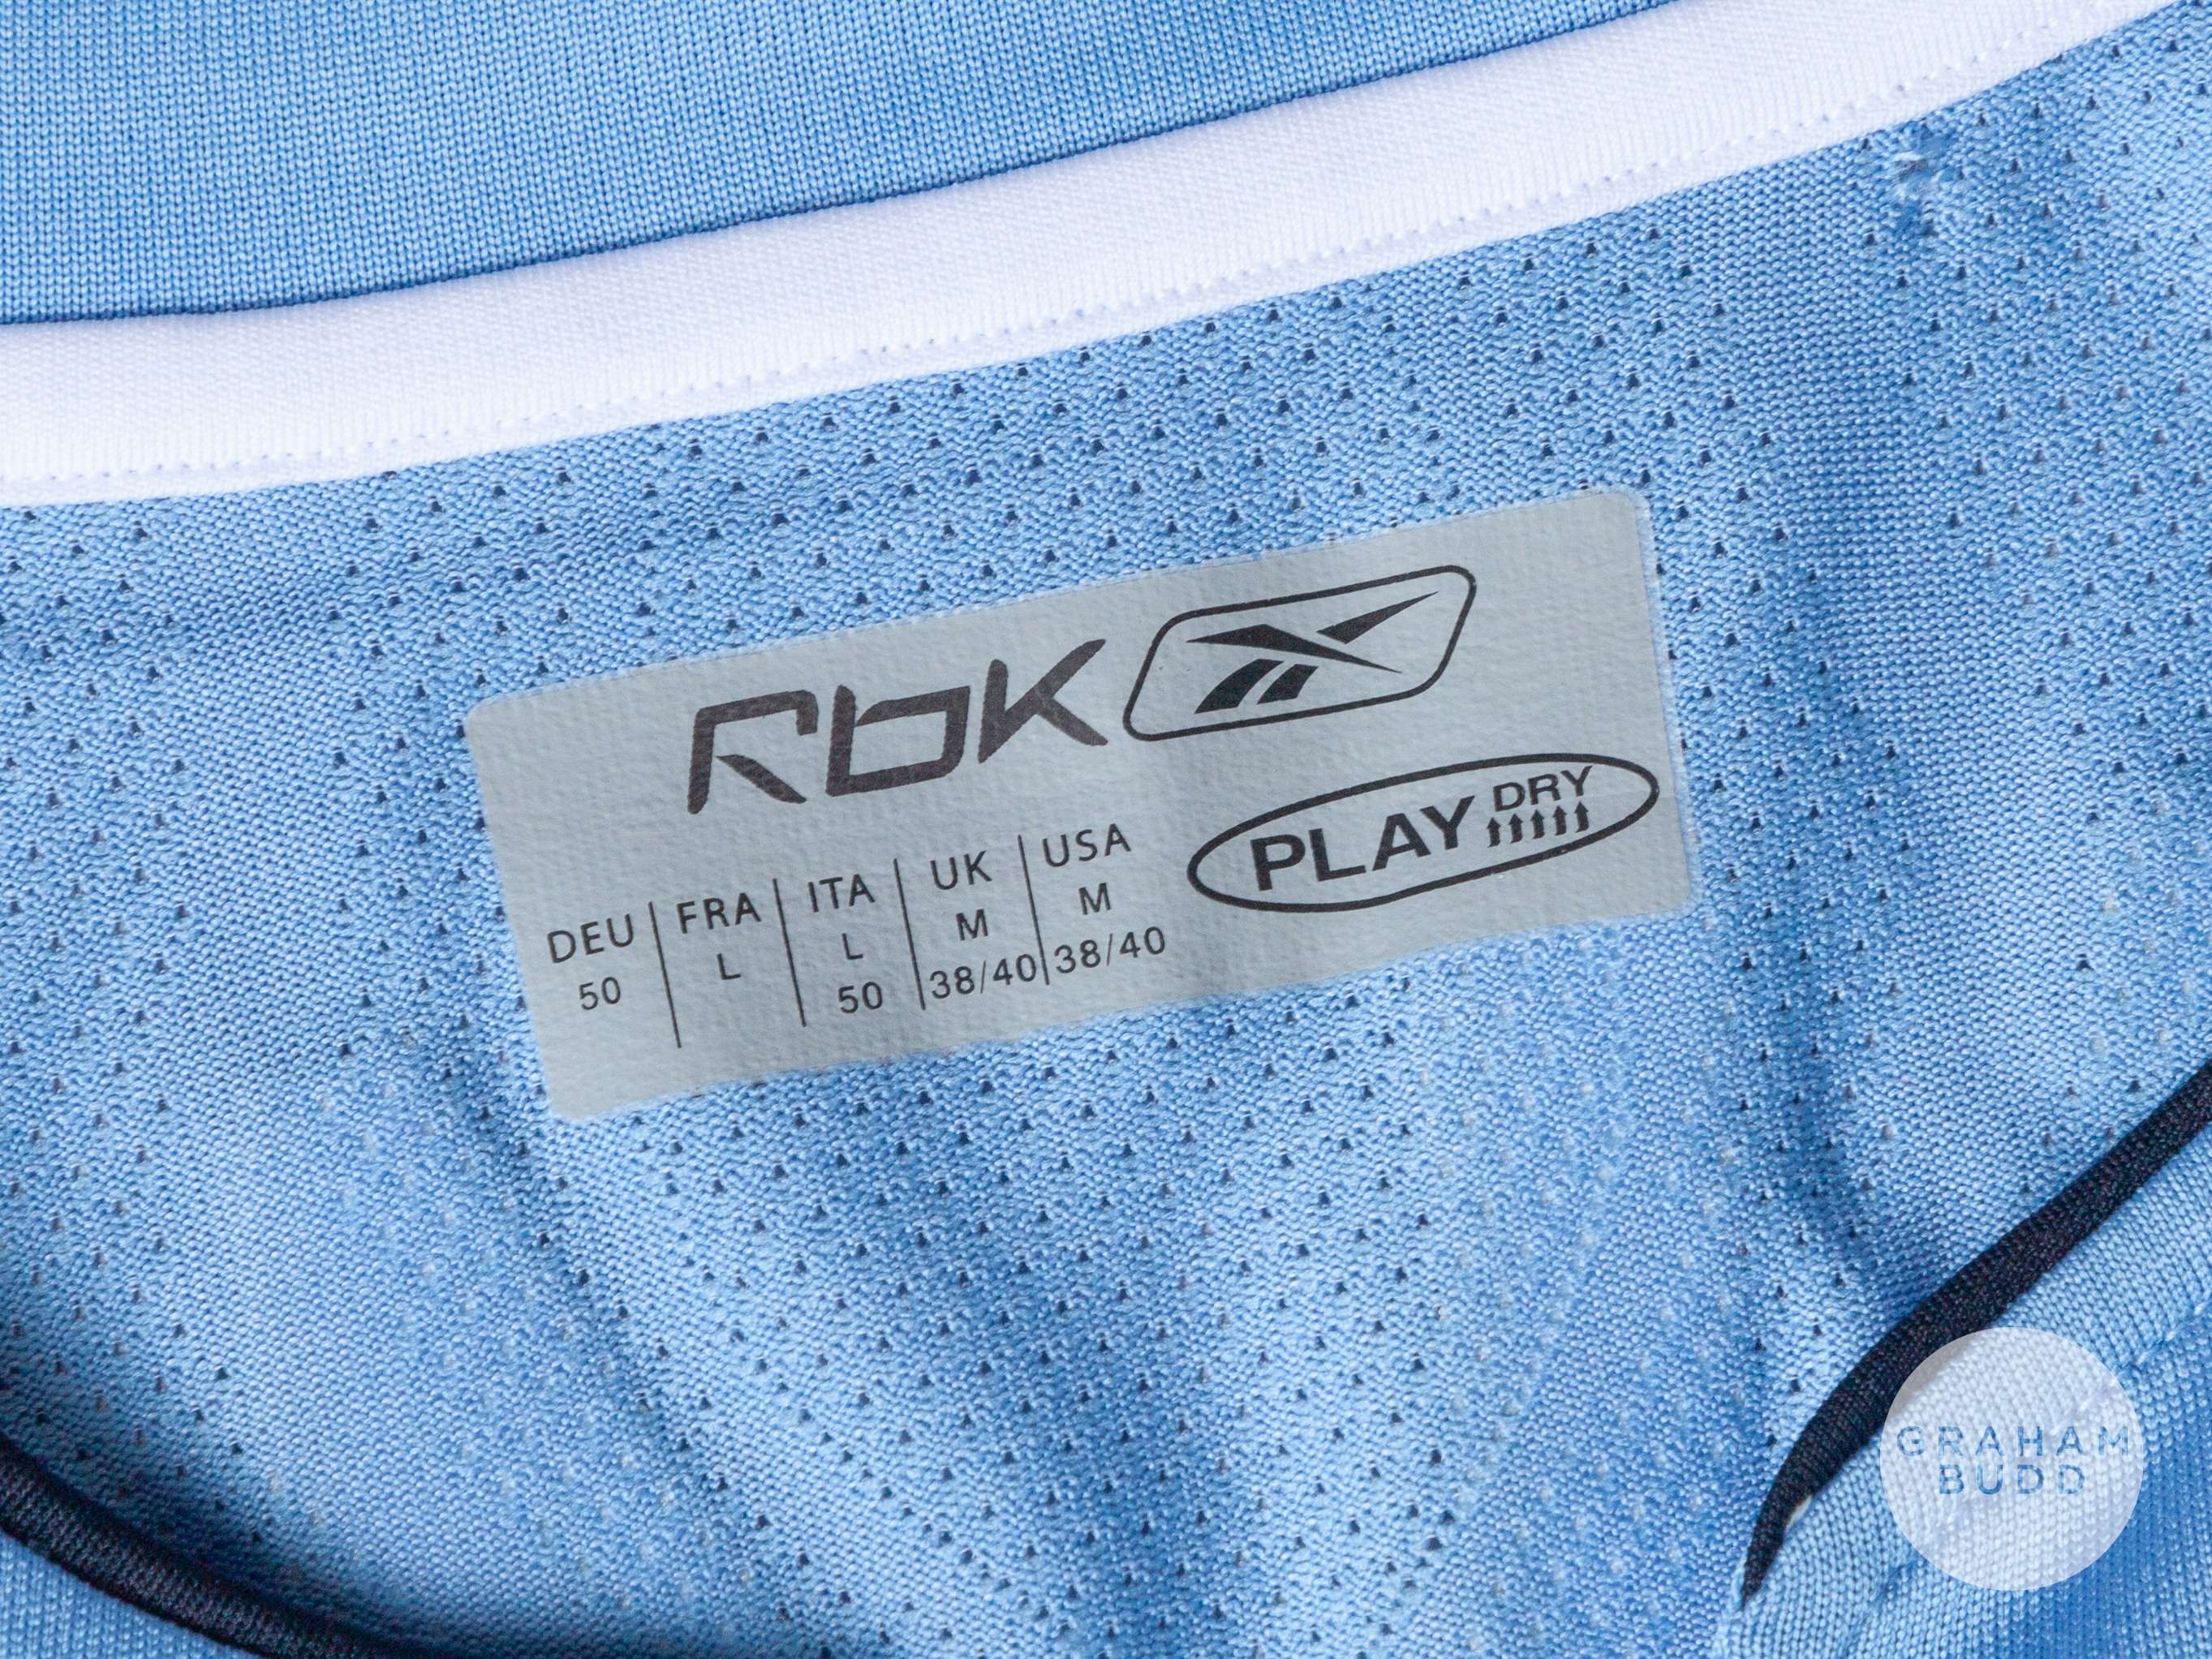 Rbk
PLAY DRY
DEU FRA ITA UK USA
50 L L M M
50 38/40 38/40
GRAHAM
BUDD